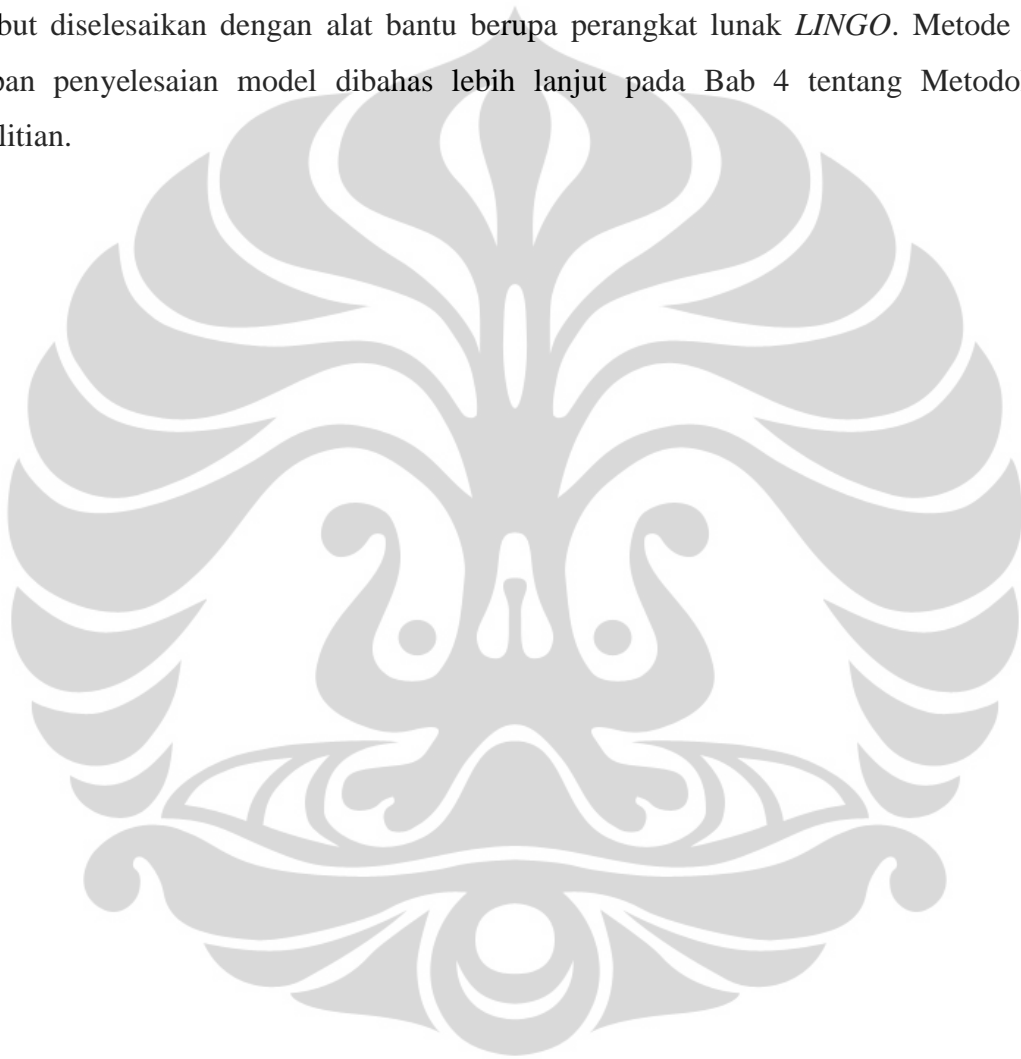 but diselesaikan dengan alat bantu berupa perangkat lunak LINGO. Metode
pan penyelesaian model dibahas lebih lanjut pada Bab 4 tentang Metodo
litian.